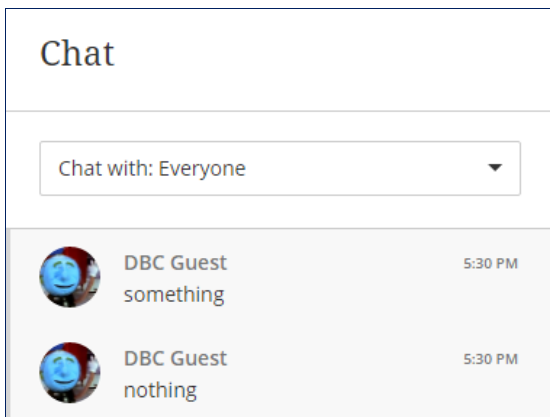 Chat
Chat with: Everyone
DBC Guest 5:30 PM
something
DBC Guest 5:30 PM
nothing